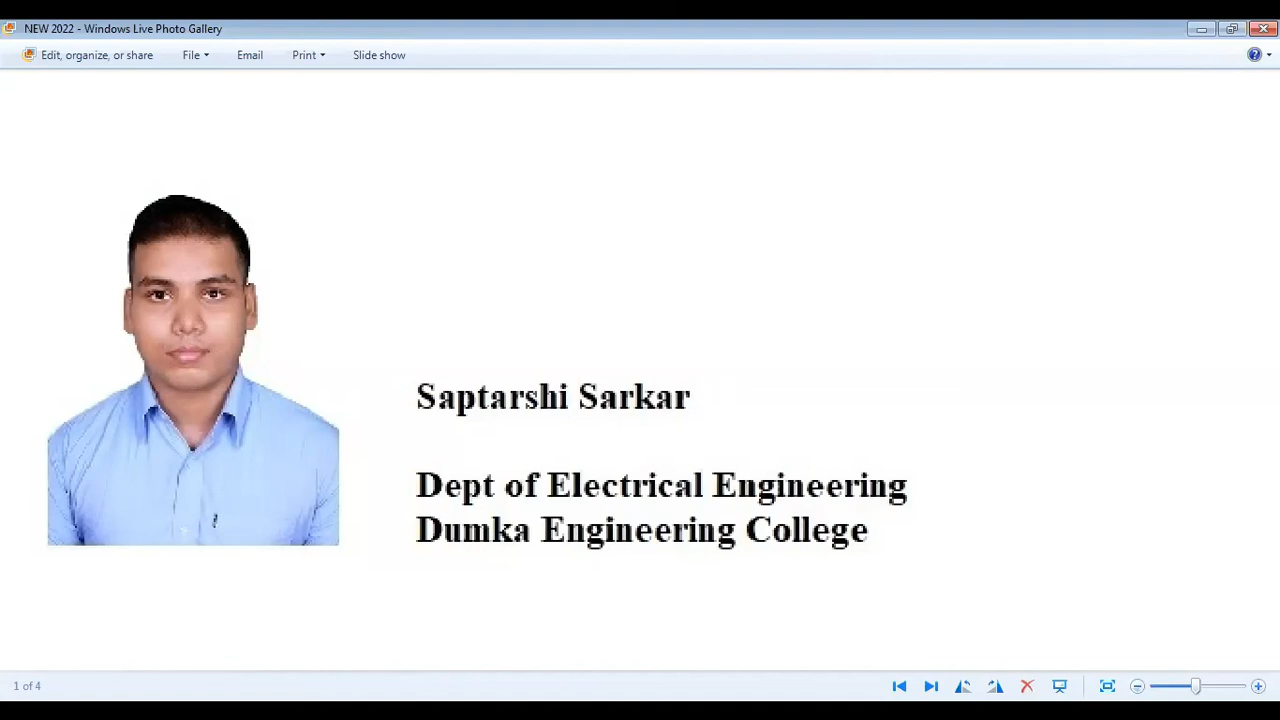 NEW 2022 - Windows Live Photo Gallery
Edit, organize, or share File Email Print Slide show
Saptarshi Sarkar
Dept of Electrical Engineering
Dumka Engineering College
1 of 4